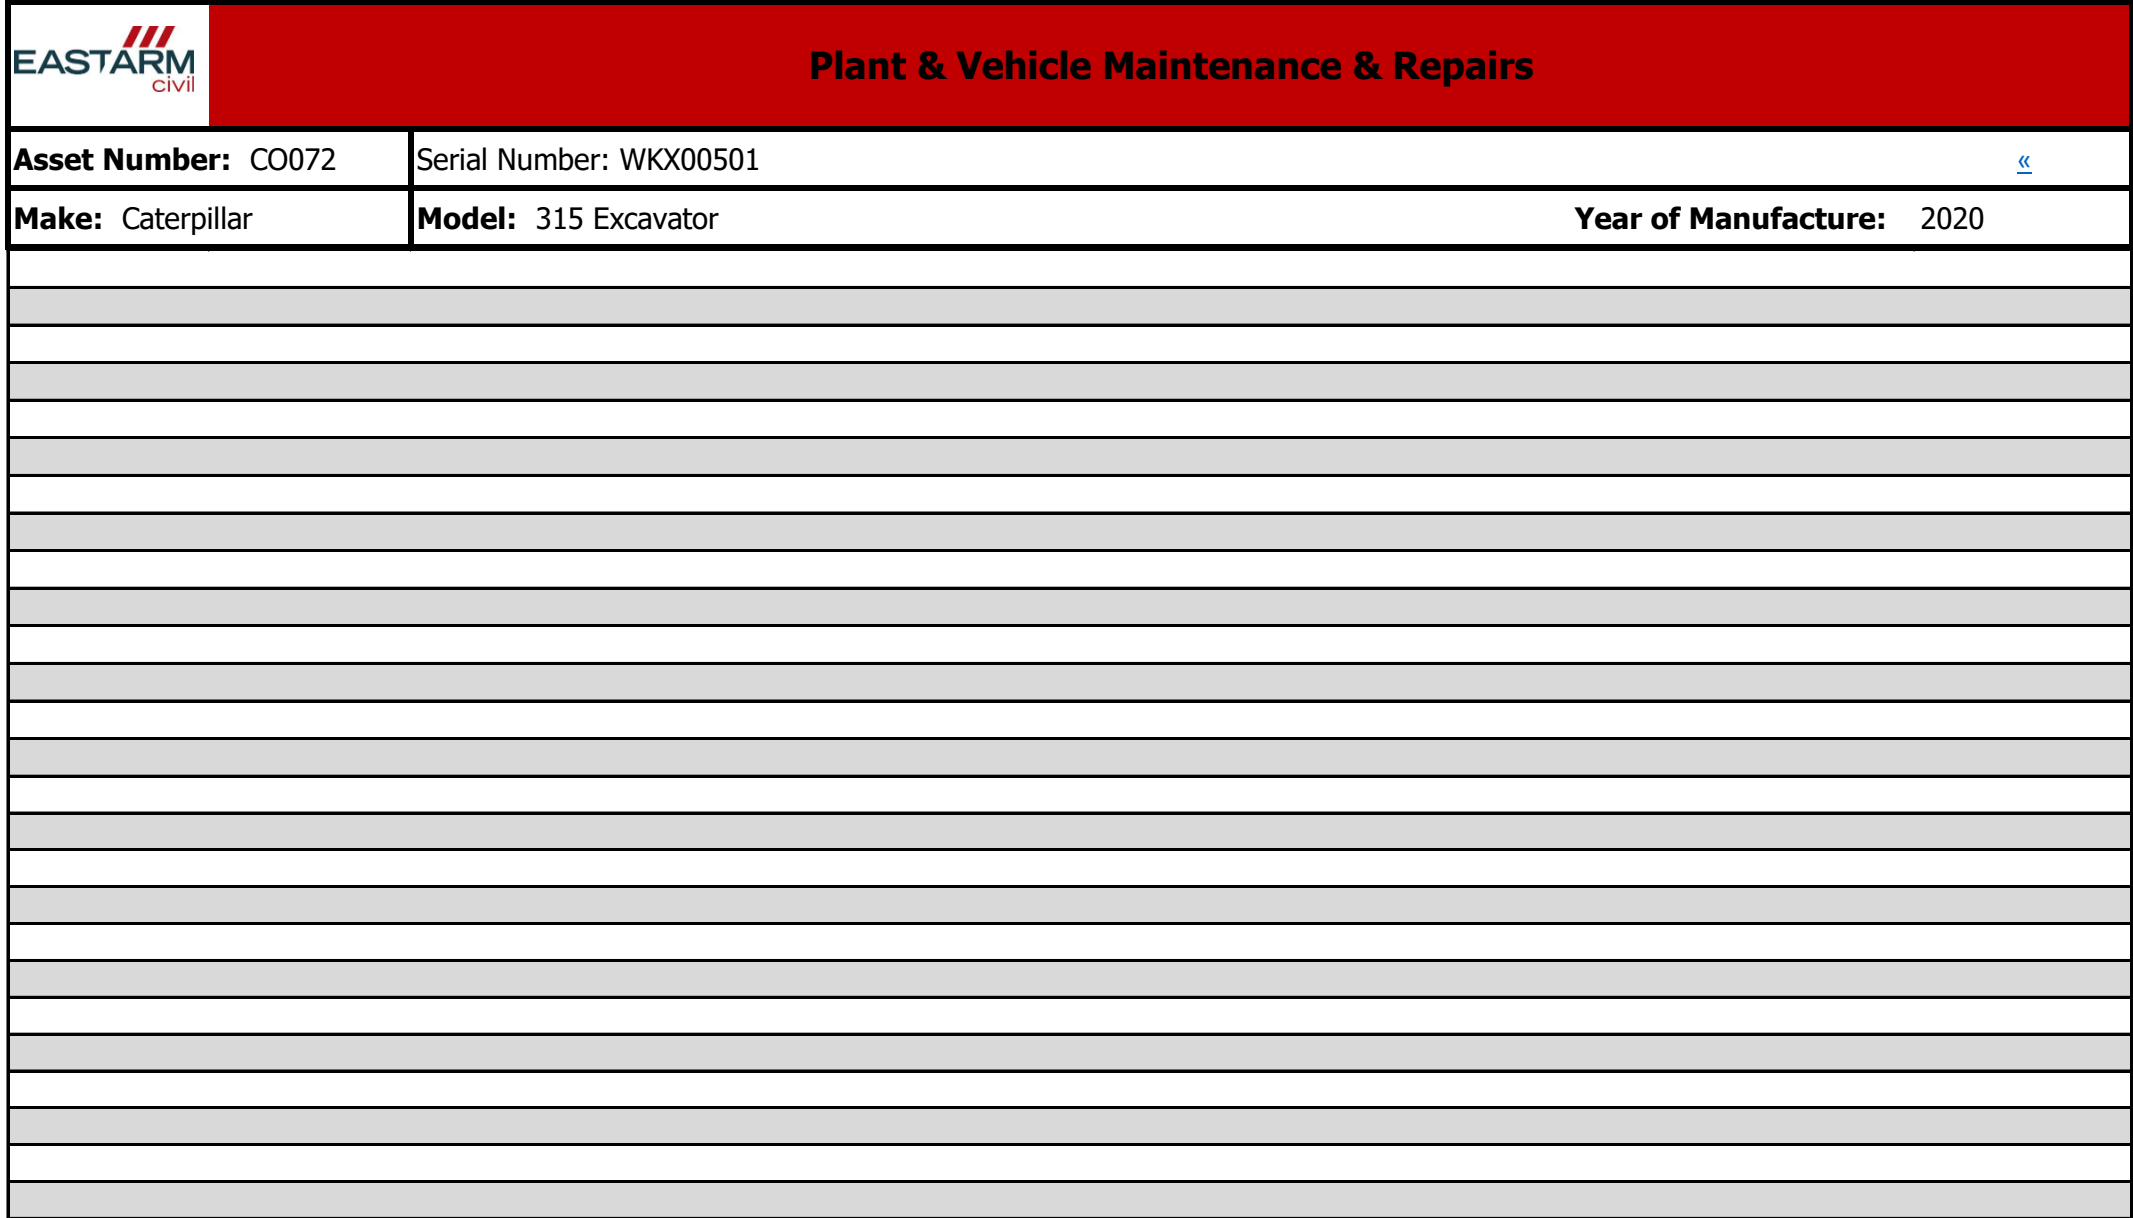 EASTARM
civil
Plant & Vehicle Maintenance & Repairs
Asset Number: CO072 Serial Number: WKX00501 «
Make: Caterpillar Model: 315 Excavator Year of Manufacture: 2020